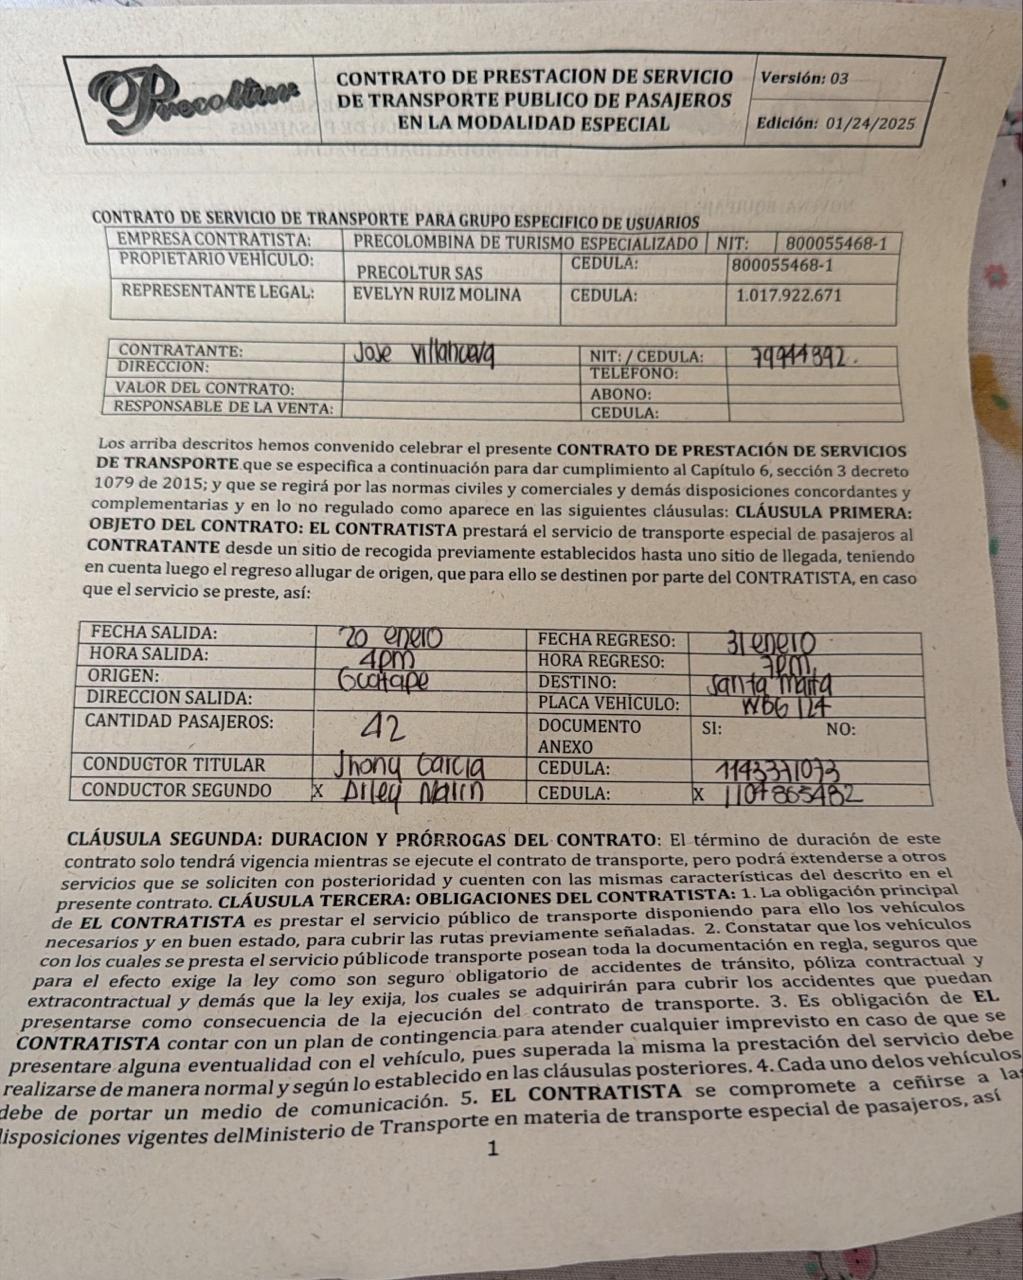 Precoltur
CONTRATO DE PRESTACION DE SERVICIO
DE TRANSPORTE PUBLICO DE PASAJEROS
EN LA MODALIDAD ESPECIAL
Versión: 03
Edición: 01/24/2025
CONTRATO DE SERVICIO DE TRANSPORTE PARA GRUPO ESPECIFICO DE USUARIOS
EMPRESA CONTRATISTA: PRECOLOMBINA DE TURISMO ESPECIALIZADO NIT: 800055468-1
PROPIETARIO VEHÍCULO: PRECOLTUR SAS CEDULA: 800055468-1
REPRESENTANTE LEGAL: EVELYN RUIZ MOLINA CEDULA: 1.017.922.671
CONTRATANTE: Jose Villanueva NIT: / CEDULA: 79944392.
DIRECCIÓN: TELÉFONO:
VALOR DEL CONTRATO: ABONO:
RESPONSABLE DE LA VENTA: CEDULA:
Los arriba descritos hemos convenido celebrar el presente CONTRATO DE PRESTACIÓN DE SERVICIOS
DE TRANSPORTE que se especifica a continuación para dar cumplimiento al Capítulo 6, sección 3 decreto
1079 de 2015; y que se regirá por las normas civiles y comerciales y demás disposiciones concordantes y
complementarias y en lo no regulado como aparece en las siguientes cláusulas: CLÁUSULA PRIMERA:
OBJETO DEL CONTRATO: EL CONTRATISTA prestará el servicio de transporte especial de pasajeros al
CONTRATANTE desde un sitio de recogida previamente establecidos hasta uno sitio de llegada, teniendo
en cuenta luego el regreso allugar de origen, que para ello se destinen por parte del CONTRATISTA, en caso
que el servicio se preste, así:
FECHA SALIDA: 20 enero FECHA REGRESO: 31 enero
HORA SALIDA: 4pm HORA REGRESO: 7pm
ORIGEN: Guatape DESTINO: Santa Marta
DIRECCION SALIDA: PLACA VEHÍCULO: WBG 124
CANTIDAD PASAJEROS: 42 DOCUMENTO ANEXO SI: NO:
CONDUCTOR TITULAR Jhony Garcia CEDULA: 1143371073
CONDUCTOR SEGUNDO X CEDULA: X 1107865482
CLÁUSULA SEGUNDA: DURACION Y PRÓRROGAS DEL CONTRATO: El término de duración de este
contrato solo tendrá vigencia mientras se ejecute el contrato de transporte, pero podrá extenderse a otros
servicios que se soliciten con posterioridad y cuenten con las mismas características del descrito en el
presente contrato. CLÁUSULA TERCERA: OBLIGACIONES DEL CONTRATISTA: 1. La obligación principal
de EL CONTRATISTA es prestar el servicio público de transporte disponiendo para ello los vehículos
necesarios y en buen estado, para cubrir las rutas previamente señaladas. 2. Constatar que los vehículos
con los cuales se presta el servicio públicode transporte posean toda la documentación en regla, seguros que
para el efecto exige la ley como son seguro obligatorio de accidentes de tránsito, póliza contractual y
extracontractual y demás que la ley exija, los cuales se adquirirán para cubrir los accidentes que puedan
presentarse como consecuencia de la ejecución del contrato de transporte. 3. Es obligación de EL
CONTRATISTA contar con un plan de contingencia para atender cualquier imprevisto en caso de que se
presentare alguna eventualidad con el vehículo, pues superada la misma la prestación del servicio debe
realizarse de manera normal y según lo establecido en las cláusulas posteriores. 4. Cada uno delos vehículos
debe de portar un medio de comunicación. 5. EL CONTRATISTA se compromete a ceñirse a las
disposiciones vigentes delMinisterio de Transporte en materia de transporte especial de pasajeros, así
1